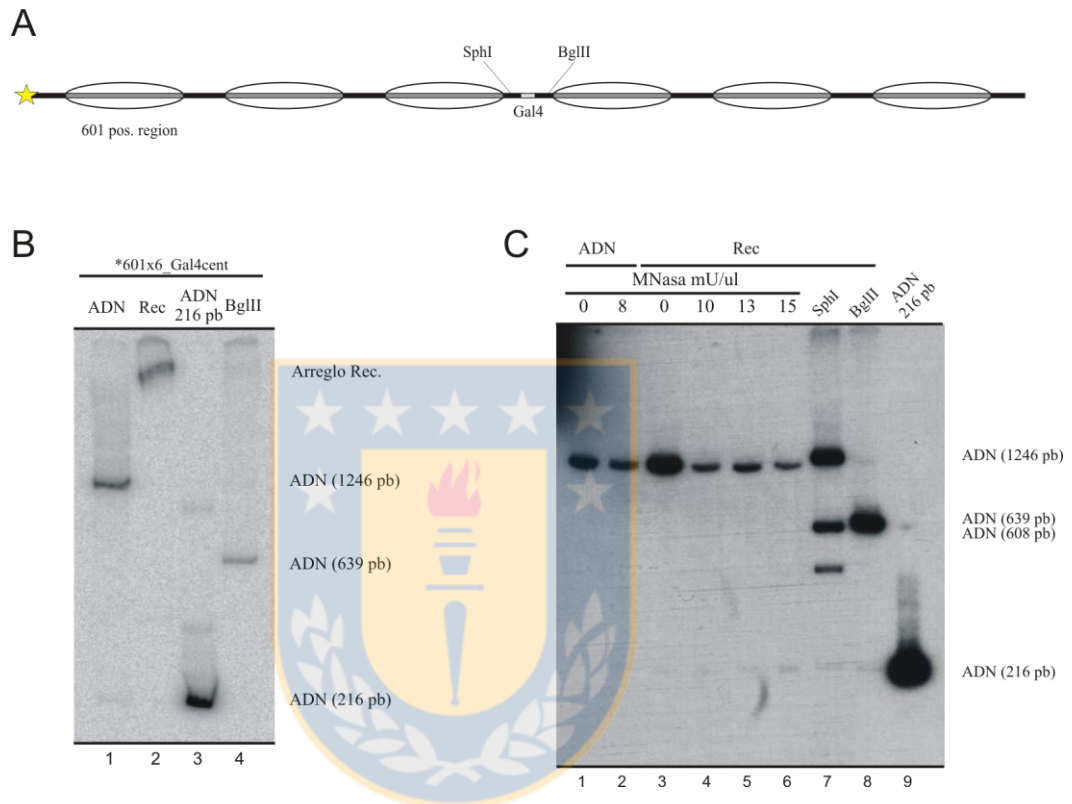 A
SphI BglII
Gal4
601 pos. region
B
*601x6_Gal4cent
ADN Rec ADN 216 pb BglII
Arreglo Rec.
ADN (1246 pb)
ADN (639 pb)
ADN (216 pb)
1 2 3 4
C
ADN Rec
MNasa mU/ul
0 8 0 10 13 15 SphI BglII ADN 216 pb
ADN (1246 pb)
ADN (639 pb)
ADN (608 pb)
ADN (216 pb)
1 2 3 4 5 6 7 8 9